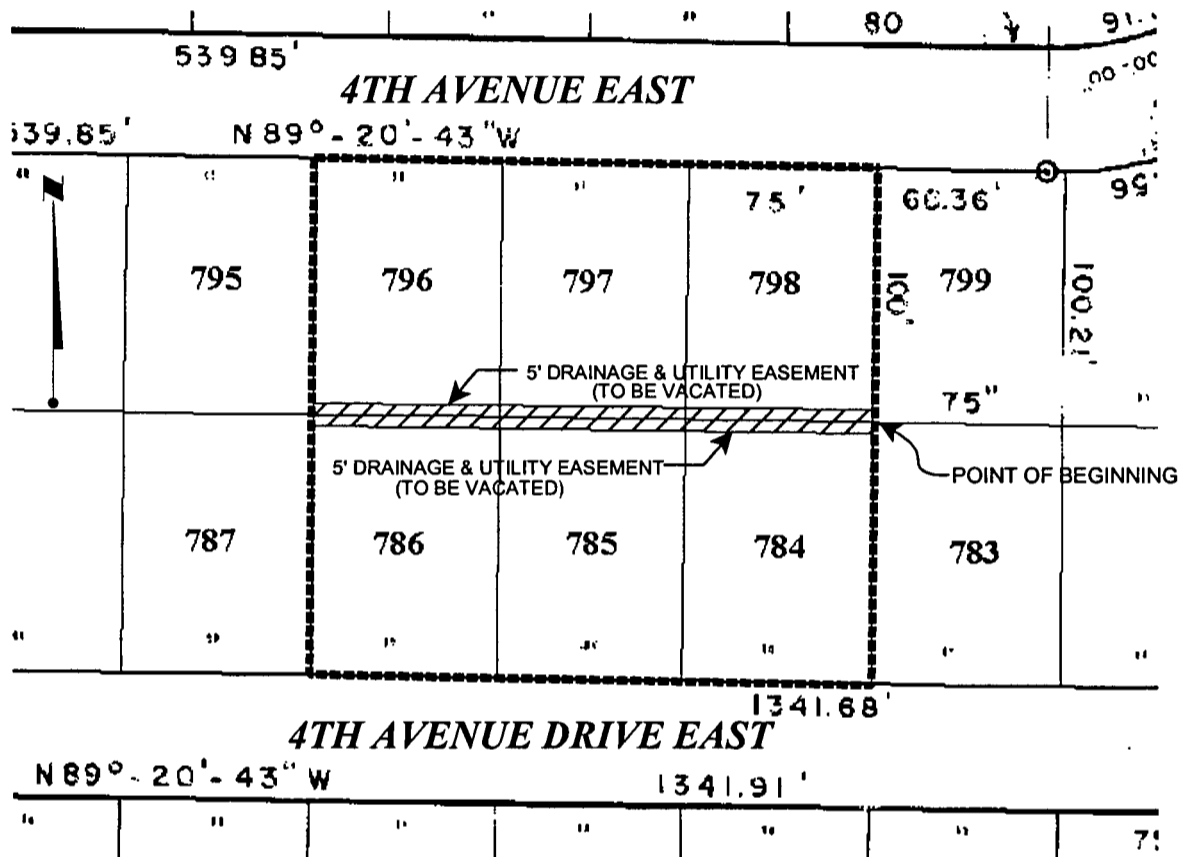 80
539 85'
4TH AVENUE EAST
539.85' N 89° - 20' - 43" W
N
75' 66.36'
795 796 797 798 100' 799 100.21'
5' DRAINAGE & UTILITY EASEMENT
(TO BE VACATED)
75"
5' DRAINAGE & UTILITY EASEMENT
(TO BE VACATED)
POINT OF BEGINNING
787 786 785 784 783
1341.68'
4TH AVENUE DRIVE EAST
N 89° - 20' - 43" W 1341.91'